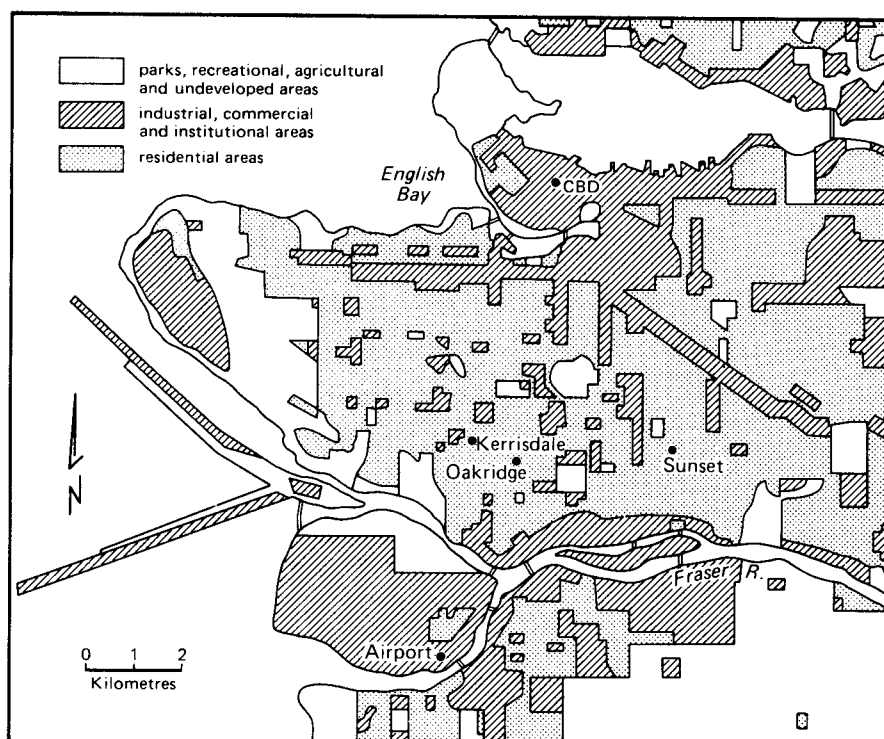 parks, recreational, agricultural
and undeveloped areas
industrial, commercial
and institutional areas
residential areas
English
Bay
CBD
Kerrisdale
Oakridge
Sunset
N
Fraser R.
Airport
0 1 2
Kilometres